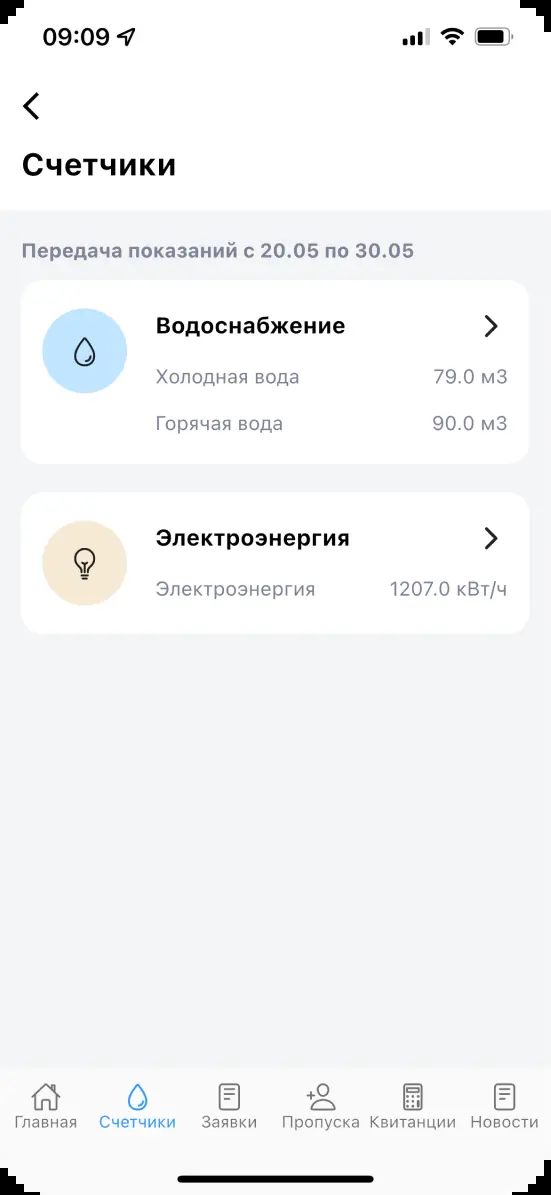 09:09
Счетчики
Передача показаний с 20.05 по 30.05
Водоснабжение
Холодная вода 79.0 м3
Горячая вода 90.0 м3
Электроэнергия
Электроэнергия 1207.0 кВт/ч
Главная Счетчики Заявки Пропуска Квитанции Новости